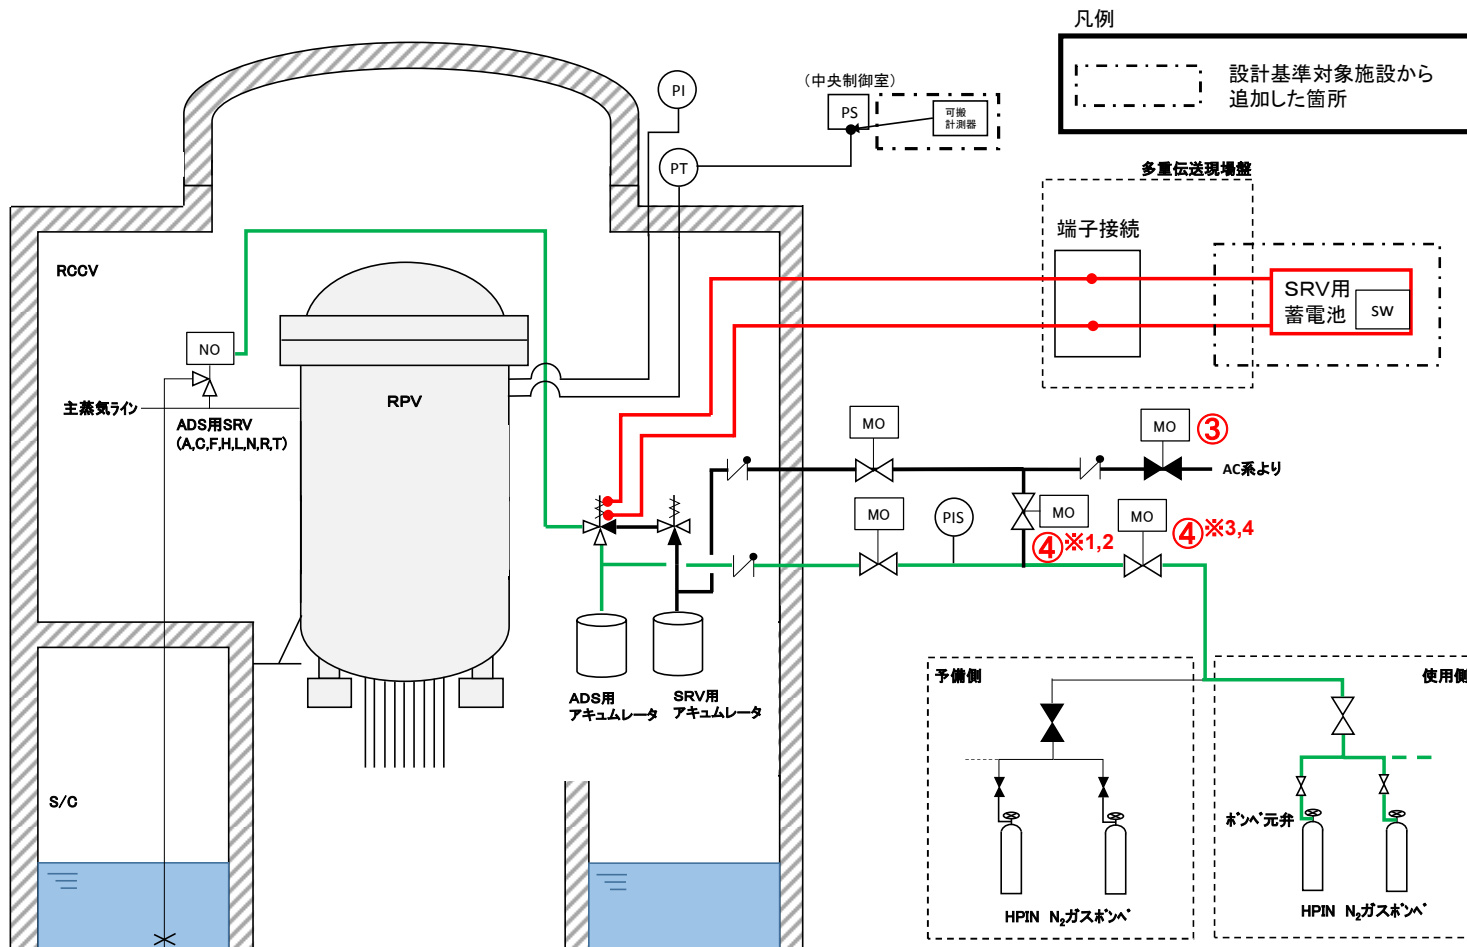 凡例
設計基準対象施設から
追加した箇所
PI
PT
(中央制御室)
PS
可搬
計測器
多重伝送現場盤
端子接続
SRV用
蓄電池
SW
RCCV
NO
主蒸気ライン
ADS用SRV
(A,C,F,H,L,N,R,T)
RPV
MO
MO
③
AC系より
MO
PIS
MO
④※1,2
MO
④※3,4
ADS用
アキュムレータ
SRV用
アキュムレータ
S/C
予備側
使用側
ボンベ元弁
HPIN N₂ガスボンベ
HPIN N₂ガスボンベ